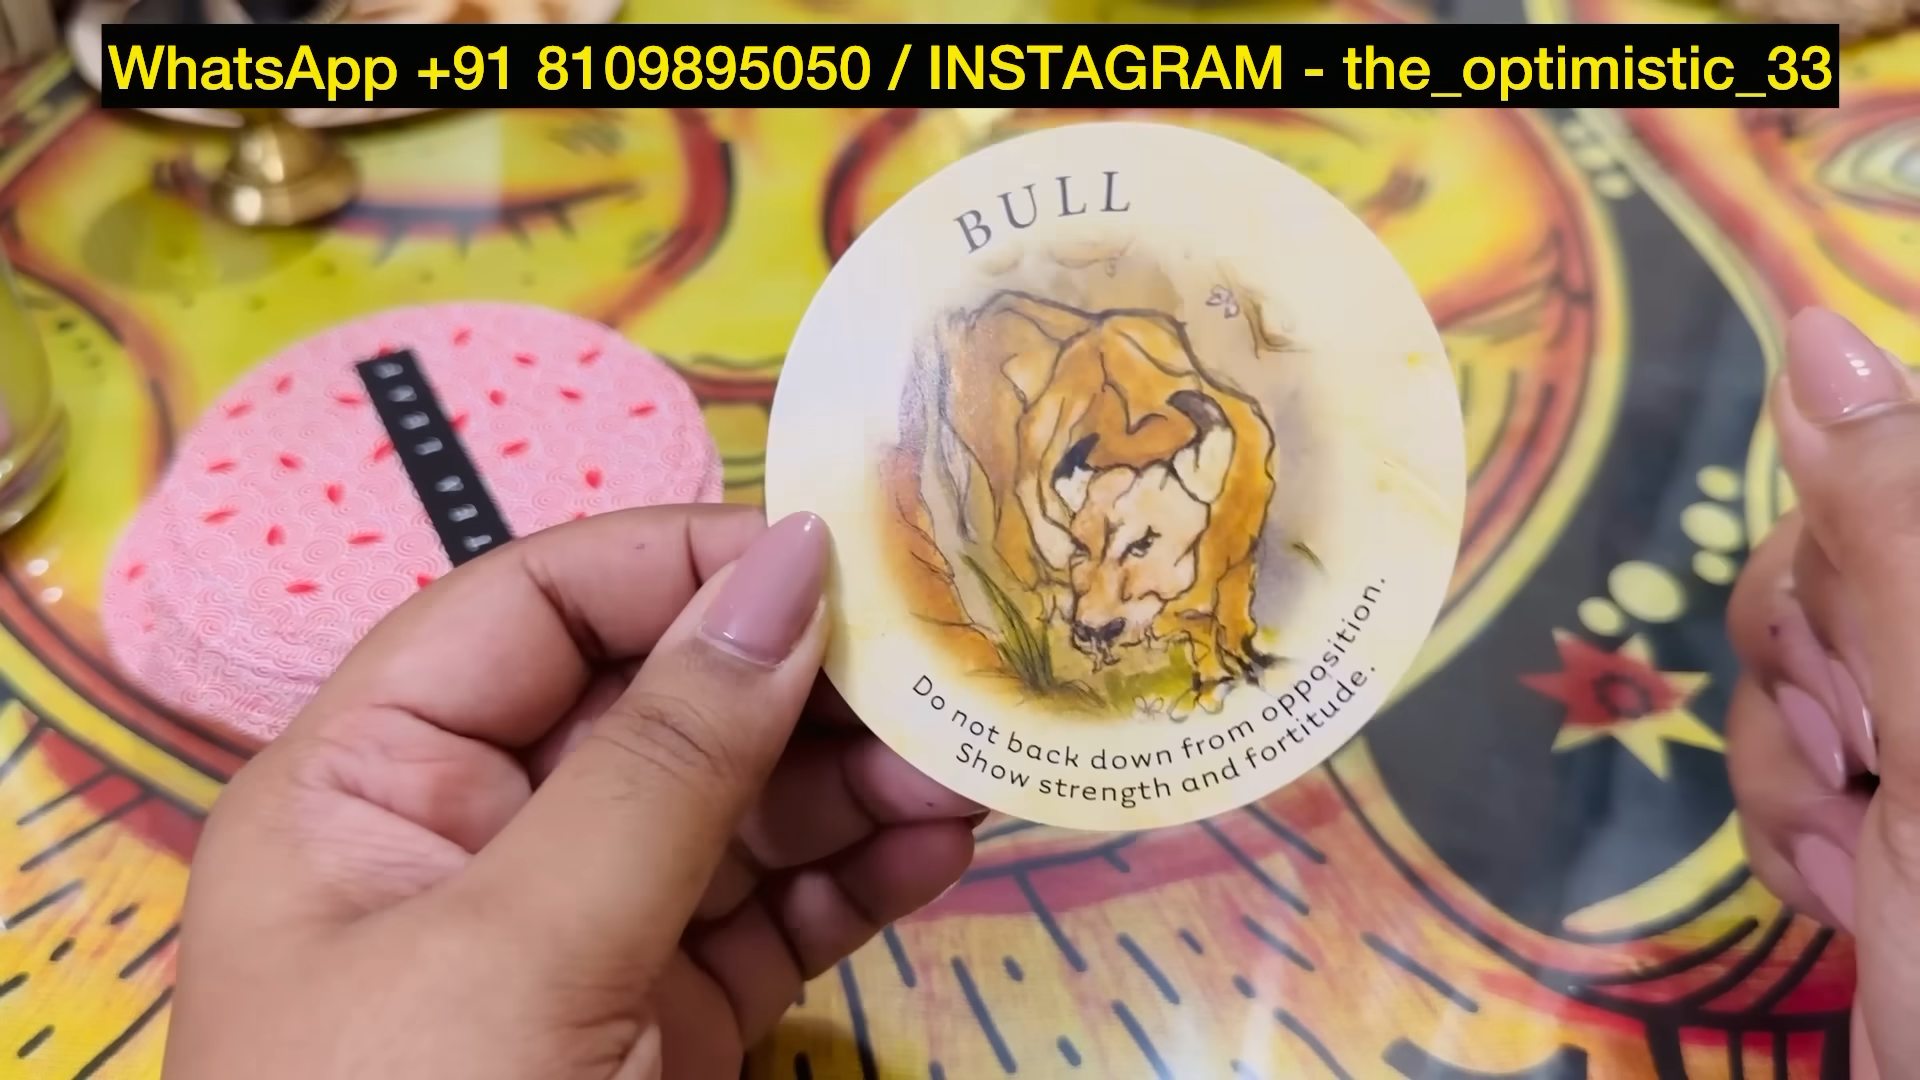 WhatsApp +91 8109895050 / INSTAGRAM - the_optimistic_33
BULL
Do not back down from opposition.
Show strength and fortitude.